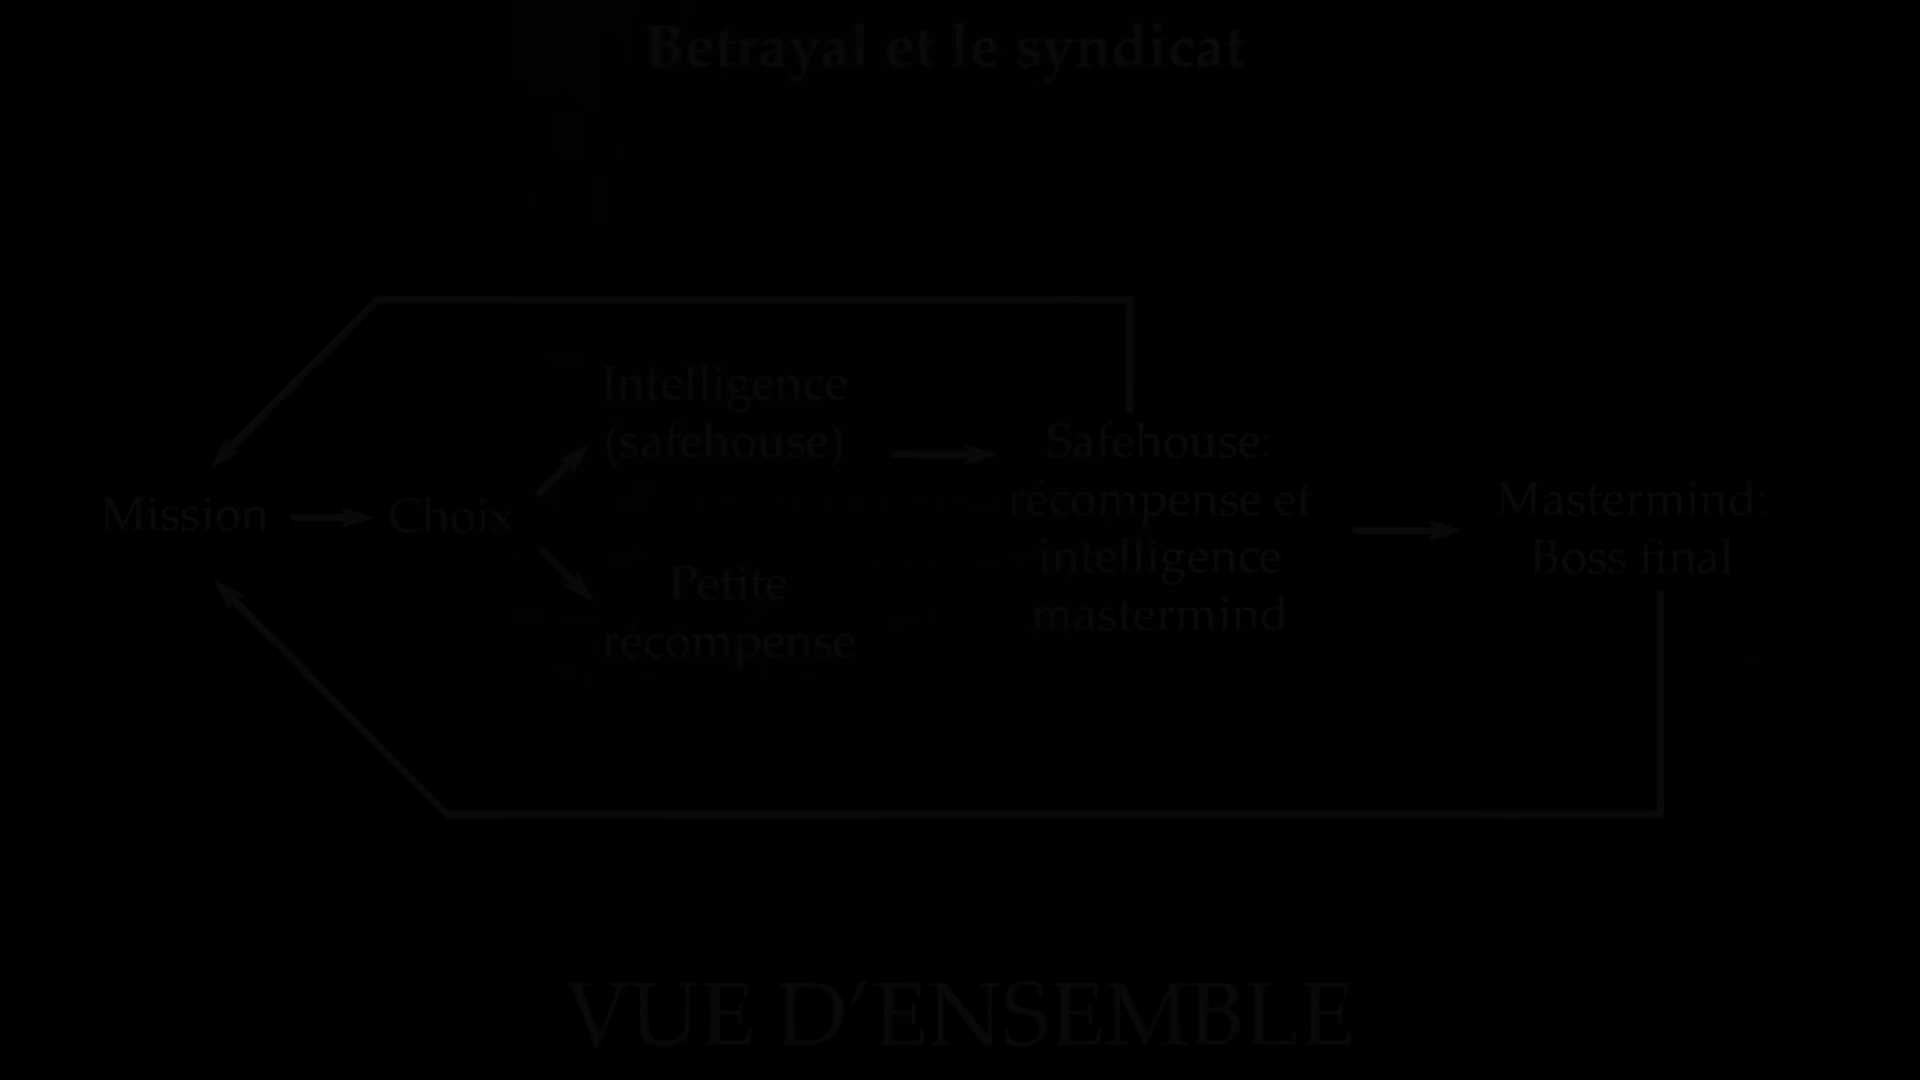 Betrayal et le syndicat
Intelligence
(safehouse)
Mission
Choix
Petite
récompense
Safehouse:
récompense et
intelligence
mastermind
Mastermind:
Boss final
VUE D’ENSEMBLE